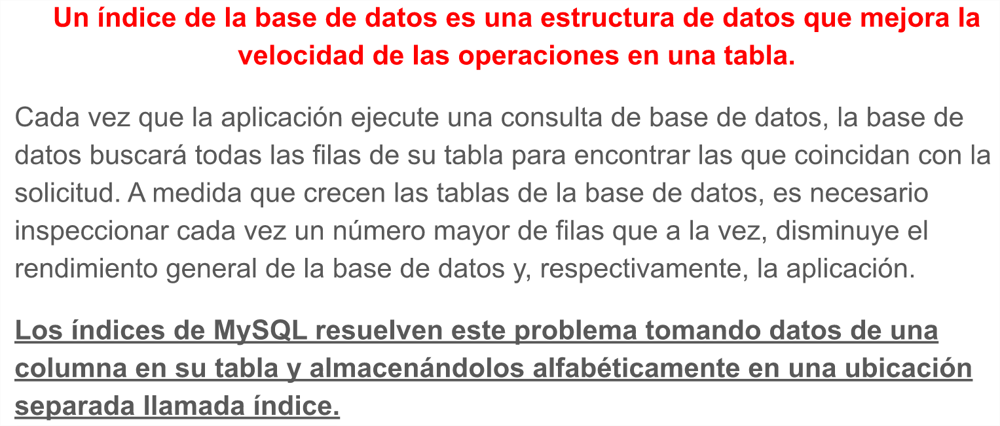 Un índice de la base de datos es una estructura de datos que mejora la
velocidad de las operaciones en una tabla.
Cada vez que la aplicación ejecute una consulta de base de datos, la base de
datos buscará todas las filas de su tabla para encontrar las que coincidan con la
solicitud. A medida que crecen las tablas de la base de datos, es necesario
inspeccionar cada vez un número mayor de filas que a la vez, disminuye el
rendimiento general de la base de datos y, respectivamente, la aplicación.
Los índices de MySQL resuelven este problema tomando datos de una
columna en su tabla y almacenándolos alfabéticamente en una ubicación
separada llamada índice.